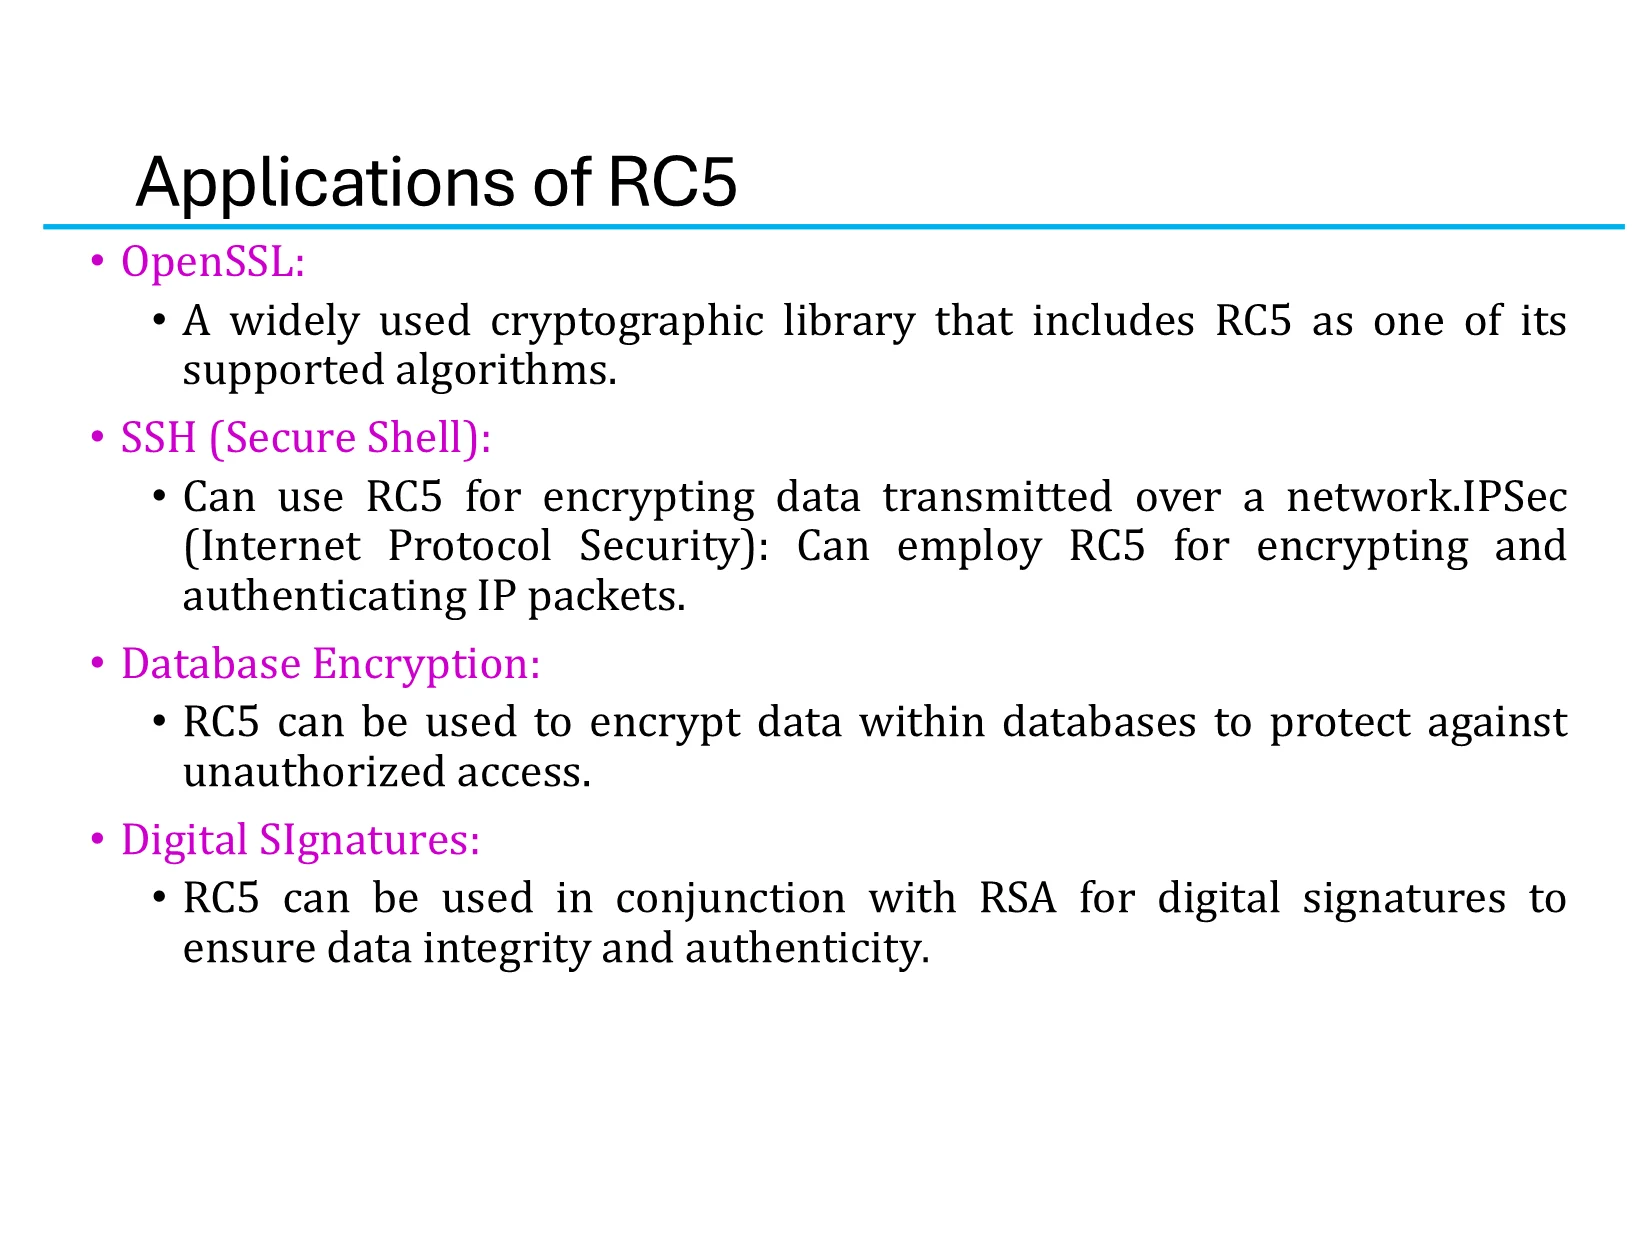 Applications of RC5
• OpenSSL:
• A widely used cryptographic library that includes RC5 as one of its
supported algorithms.
• SSH (Secure Shell):
• Can use RC5 for encrypting data transmitted over a network.IPSec
(Internet Protocol Security): Can employ RC5 for encrypting and
authenticating IP packets.
• Database Encryption:
• RC5 can be used to encrypt data within databases to protect against
unauthorized access.
• Digital SIgnatures:
• RC5 can be used in conjunction with RSA for digital signatures to
ensure data integrity and authenticity.